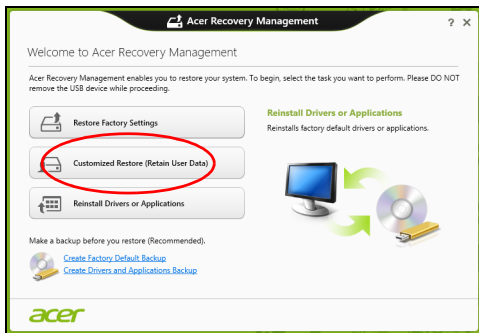 Acer Recovery Management
? ×
Welcome to Acer Recovery Management
Acer Recovery Management enables you to restore your system. To begin, select the task you want to perform. Please DO NOT
remove the USB device while proceeding.
Restore Factory Settings
Customized Restore (Retain User Data)
Reinstall Drivers or Applications
Reinstall Drivers or Applications
Reinstalls factory default drivers or applications.
Make a backup before you restore (Recommended).
Create Factory Default Backup
Create Drivers and Applications Backup
acer